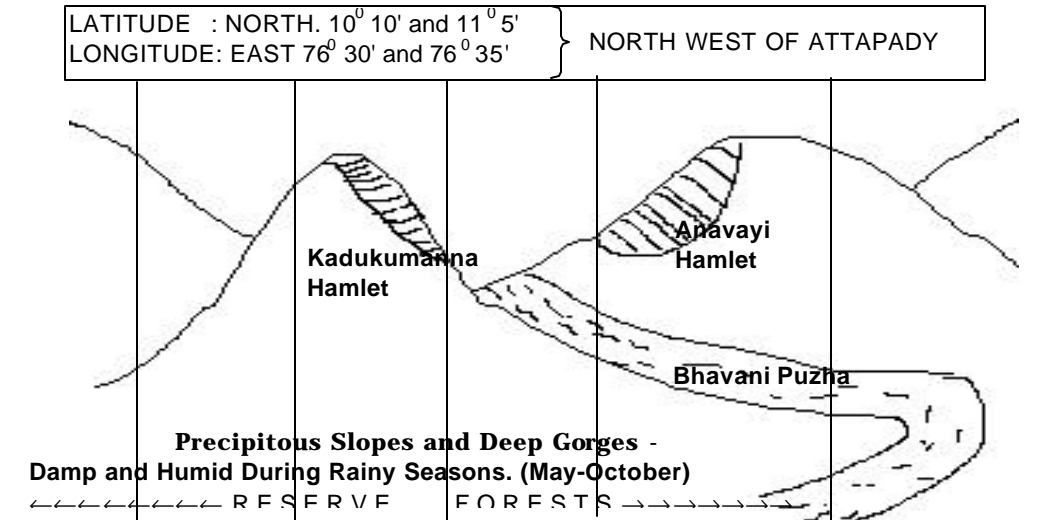 LATITUDE : NORTH. 10⁰ 10' and 11⁰ 5'
LONGITUDE: EAST 76⁰ 30' and 76⁰ 35'
NORTH WEST OF ATTAPADY
Anavayi
Hamlet
Kadukumanna
Hamlet
Bhavani Puzha
Precipitous Slopes and Deep Gorges -
Damp and Humid During Rainy Seasons. (May-October)
←←←←←←←← RESERVE FORESTS →→→→→→→